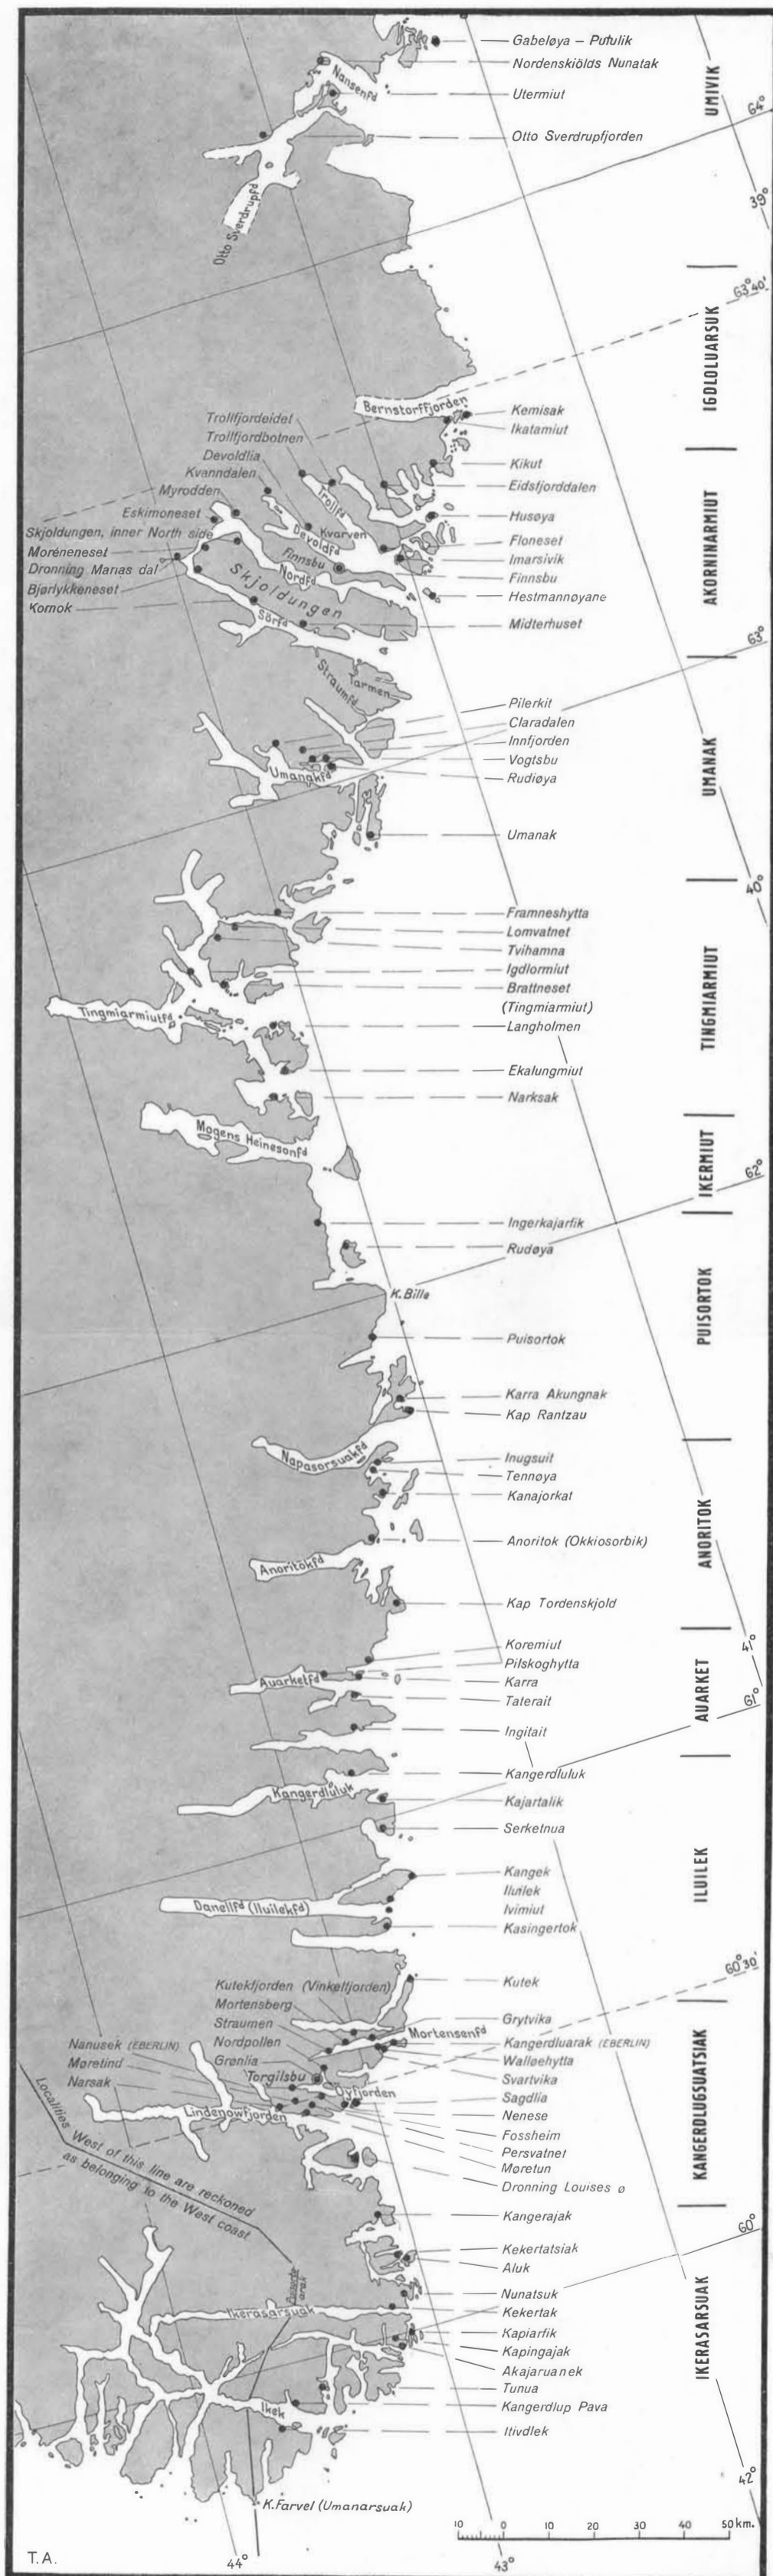 Gabeløya – Putulik
Nordenskiölds Nunatak
Nansenfd
Utermiut
UMIVIK
64°
Otto Sverdrupfjorden
39°
Otto Sverdrupfd
63°40'
IGDLOLUARSUK
Bernstorffjorden
Kemisak
Ikatamiut
Trollfjordeidet
Trollfjordbotnen
Devoldlia
Kvanndalen
Myrodden
Eskimoneset
Skjoldungen, inner North side
Moréneneset
Dronning Marias dal
Bjørlykkeneset
Kornok
Kikut
Eidsfjorddalen
Husøya
Floneset
Imarsivik
Finnsbu
Hestmannøyane
Midterhuset
Trollfd
Kvarven
Devoldfd
Finnsbu
Nordfd
Skjoldungen
Sörfd
AKORNINARMIUT
63°
Straumfd
Tarmen
Pilerkit
Claradalen
Innfjorden
Vogtsbu
Rudiøya
Umanakfd
Umanak
UMANAK
40°
Framneshytta
Lomvatnet
Tvihamna
Igdlormiut
Brattneset
(Tingmiarmiut)
Langholmen
Tingmiarmiutfd
Ekalungmiut
Narksak
TINGMIARMIUT
Mogens Heinesonfd
IKERMIUT
62°
Ingerkajarfik
Rudøya
K. Bille
Puisortok
PUISORTOK
Karra Akungnak
Kap Rantzau
Napasorsuakfd
Inugsuit
Tennøya
Kanajorkat
Anoritok (Okkiosorbik)
Anoritokfd
Kap Tordenskjold
ANORITOK
41°
Koremiut
Pilskoghytta
Karra
Auarketfd
Taterait
Ingitait
AUARKET
61°
Kangerdluluk
Kangerdluluk
Kajartalik
Serketnua
Kangek
Iluilek
Danellfd (Iluilekfd)
Ivimiut
Kasingertok
ILUILEK
60°30'
Kutek
Kutekfjorden (Vinkelfjorden)
Mortensberg
Straumen
Nordpollen
Grønlia
Nanusek (EBERLIN)
Møretind
Narsak
Torgilsbu
Grytvika
Mortensenfd
Kangerdluarak (EBERLIN)
Walløehytta
Svartvika
Öyfjorden
Sagdlia
Lindenowfjorden
Nenese
Fossheim
Persvatnet
Møretun
Dronning Louises ø
KANGERDLUGSUATSIAK
Localities West of this line are reckoned
as belonging to the West coast
60°
Kangerajak
Kekertatsiak
Aluk
Nunatsuk
Ikerasarsuak
Kekertak
Kapiarfik
Kapingajak
Akajaruanek
Tunua
Kangerdlup Pava
Ikek
Itivdlek
IKERASARSUAK
42°
K. Farvel (Umanarsuak)
10 0 10 20 30 40 50 km.
T.A.
44°
43°